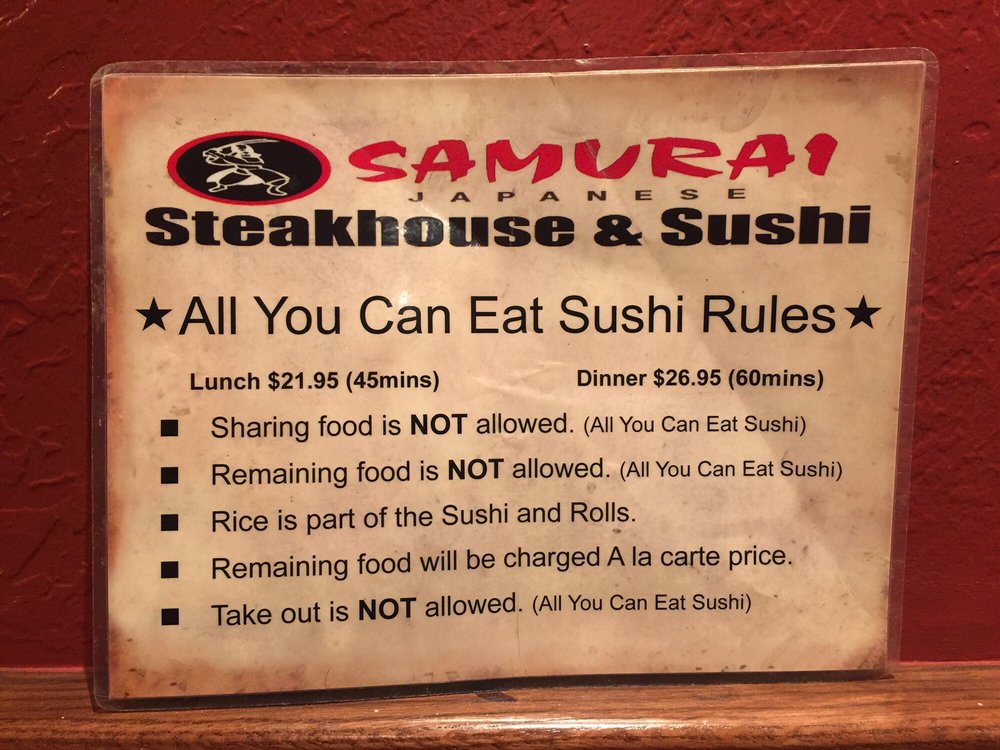 SAMURAI
JAPANESE
Steakhouse & Sushi
★All You Can Eat Sushi Rules★
Lunch $21.95 (45mins) Dinner $26.95 (60mins)
■ Sharing food is NOT allowed. (All You Can Eat Sushi)
■ Remaining food is NOT allowed. (All You Can Eat Sushi)
■ Rice is part of the Sushi and Rolls.
■ Remaining food will be charged A la carte price.
■ Take out is NOT allowed. (All You Can Eat Sushi)